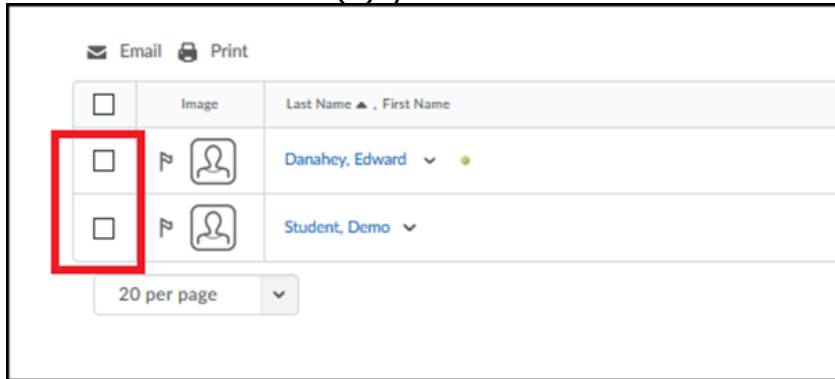 Email Print
Image Last Name ▲ , First Name
Danahey, Edward
Student, Demo
20 per page